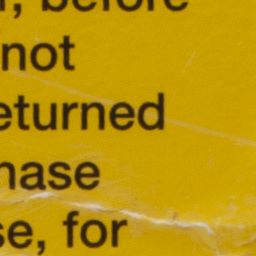 , before
not
eturned
hase
se, for